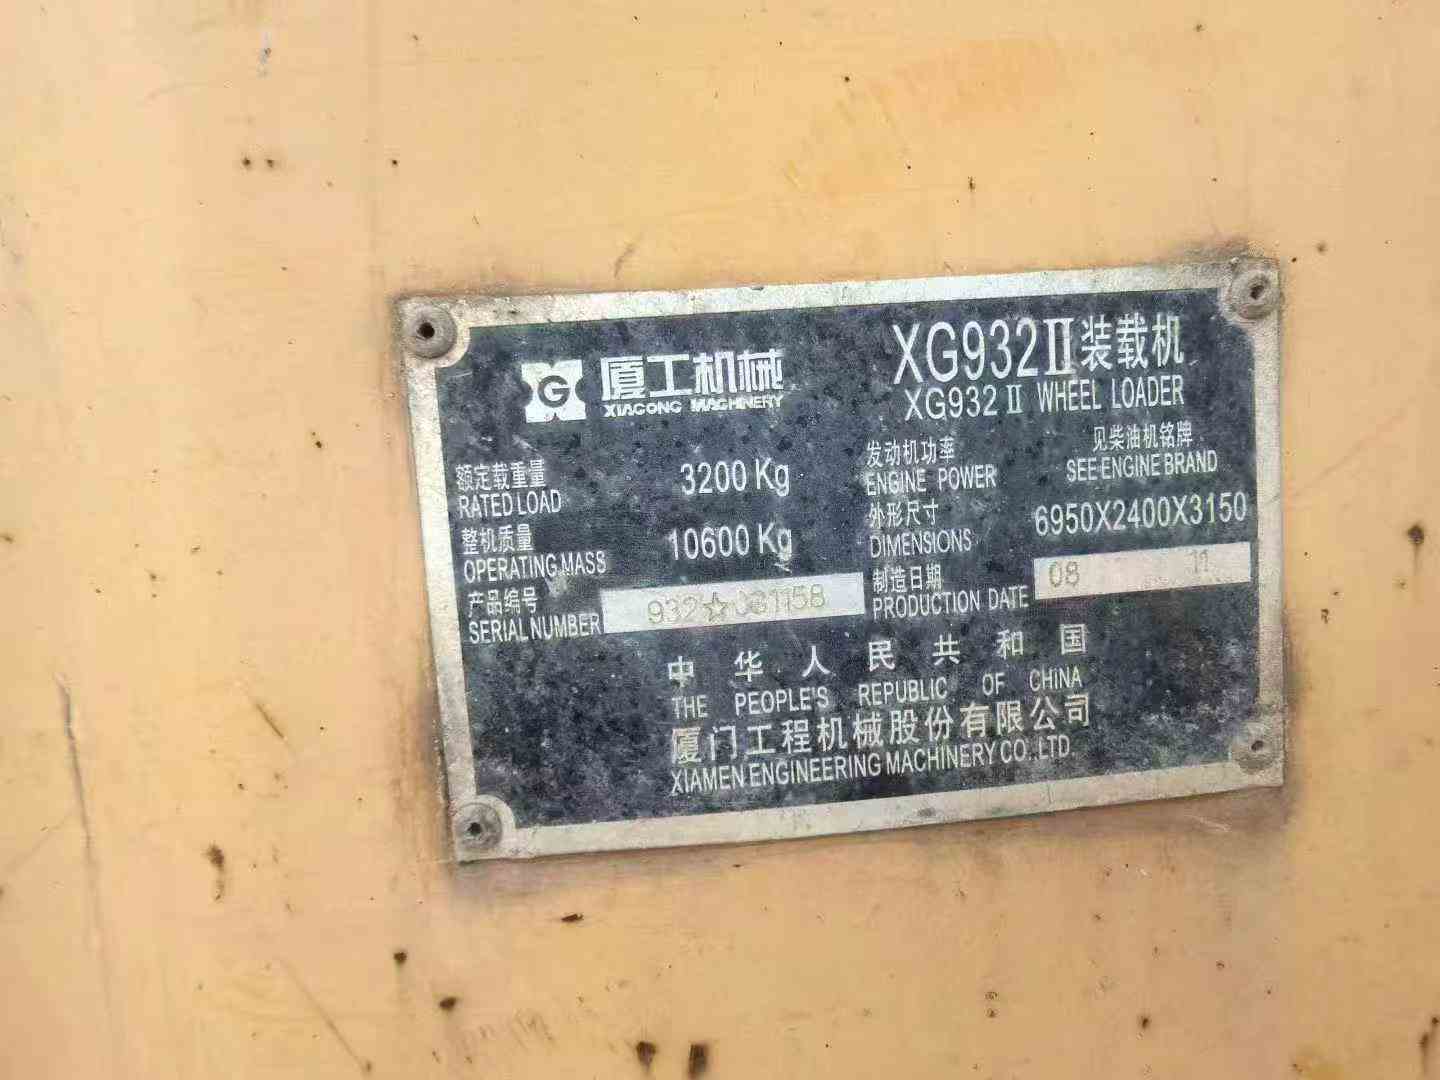 G 厦工机械
XIAGONG MACHINERY
XG932Ⅱ装载机
XG932Ⅱ WHEEL LOADER
额定载重量
RATED LOAD
3200 Kg
整机质量
OPERATING MASS
10600 Kg
产品编号
SERIAL NUMBER
932☆031158
发动机功率
ENGINE POWER
见柴油机铭牌
SEE ENGINE BRAND
外形尺寸
DIMENSIONS
6950X2400X3150
制造日期
PRODUCTION DATE
08 11
中华人民共和国
THE PEOPLE'S REPUBLIC OF CHINA
厦门工程机械股份有限公司
XIAMEN ENGINEERING MACHINERY CO.,LTD.